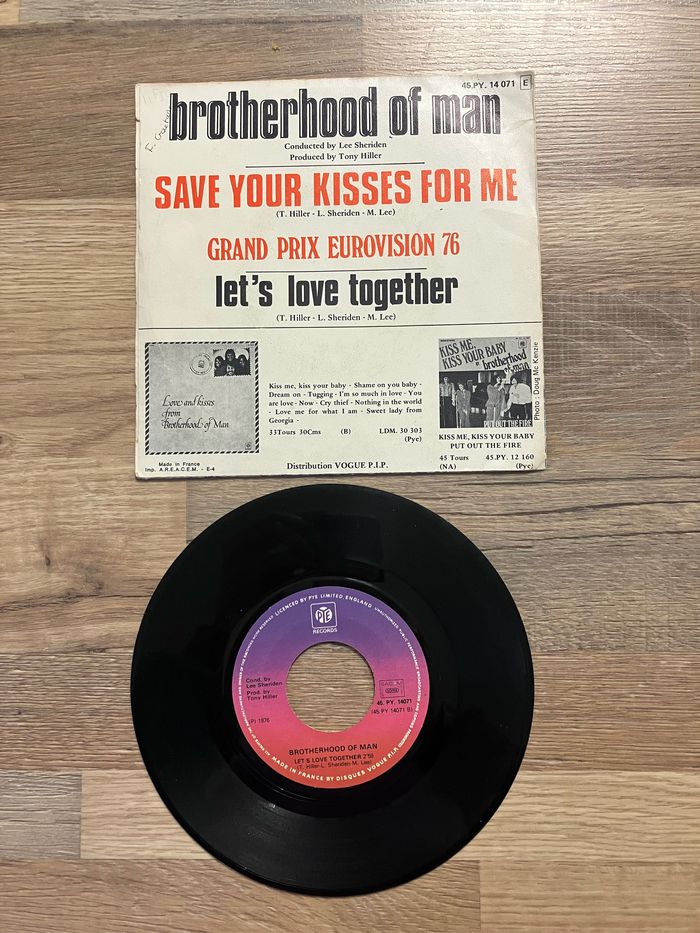 45.PY. 14 071 E
brotherhood of man
Conducted by Lee Sheriden
Produced by Tony Hiller
SAVE YOUR KISSES FOR ME
(T. Hiller - L. Sheriden - M. Lee)
GRAND PRIX EUROVISION 76
let's love together
(T. Hiller - L. Sheriden - M. Lee)
Love and kisses
from
Brotherhood of Man
Kiss me, kiss your baby - Shame on you baby -
Dream on - Tugging - I'm so much in love - You
are love - Now - Cry thief - Nothing in the world
- Love me for what I am - Sweet lady from
Georgia -
33Tours 30Cms (B) LDM. 30 303
(Pye)
KISS ME,
KISS YOUR BABY
brotherhood
of man
PUT OUT THE FIRE
KISS ME, KISS YOUR BABY
PUT OUT THE FIRE
45 Tours 45.PY. 12 160
(NA) (Pye)
Photo : Doug Mc Kenzie
Made in France
Imp. A.R.E.A.C.E.M. - E-4
Distribution VOGUE P.I.P.
LICENCED BY PYE LIMITED, ENGLAND
PYE
RECORDS
Cond. by
Lee Sheriden
Prod. by
Tony Hiller
(P) 1976
SACEM
45. PY. 14071
(45 PY 14071 B)
BROTHERHOOD OF MAN
LET'S LOVE TOGETHER 2'59
(T. Hiller-L. Sheriden-M. Lee)
MADE IN FRANCE BY DISQUES VOGUE P.I.P.